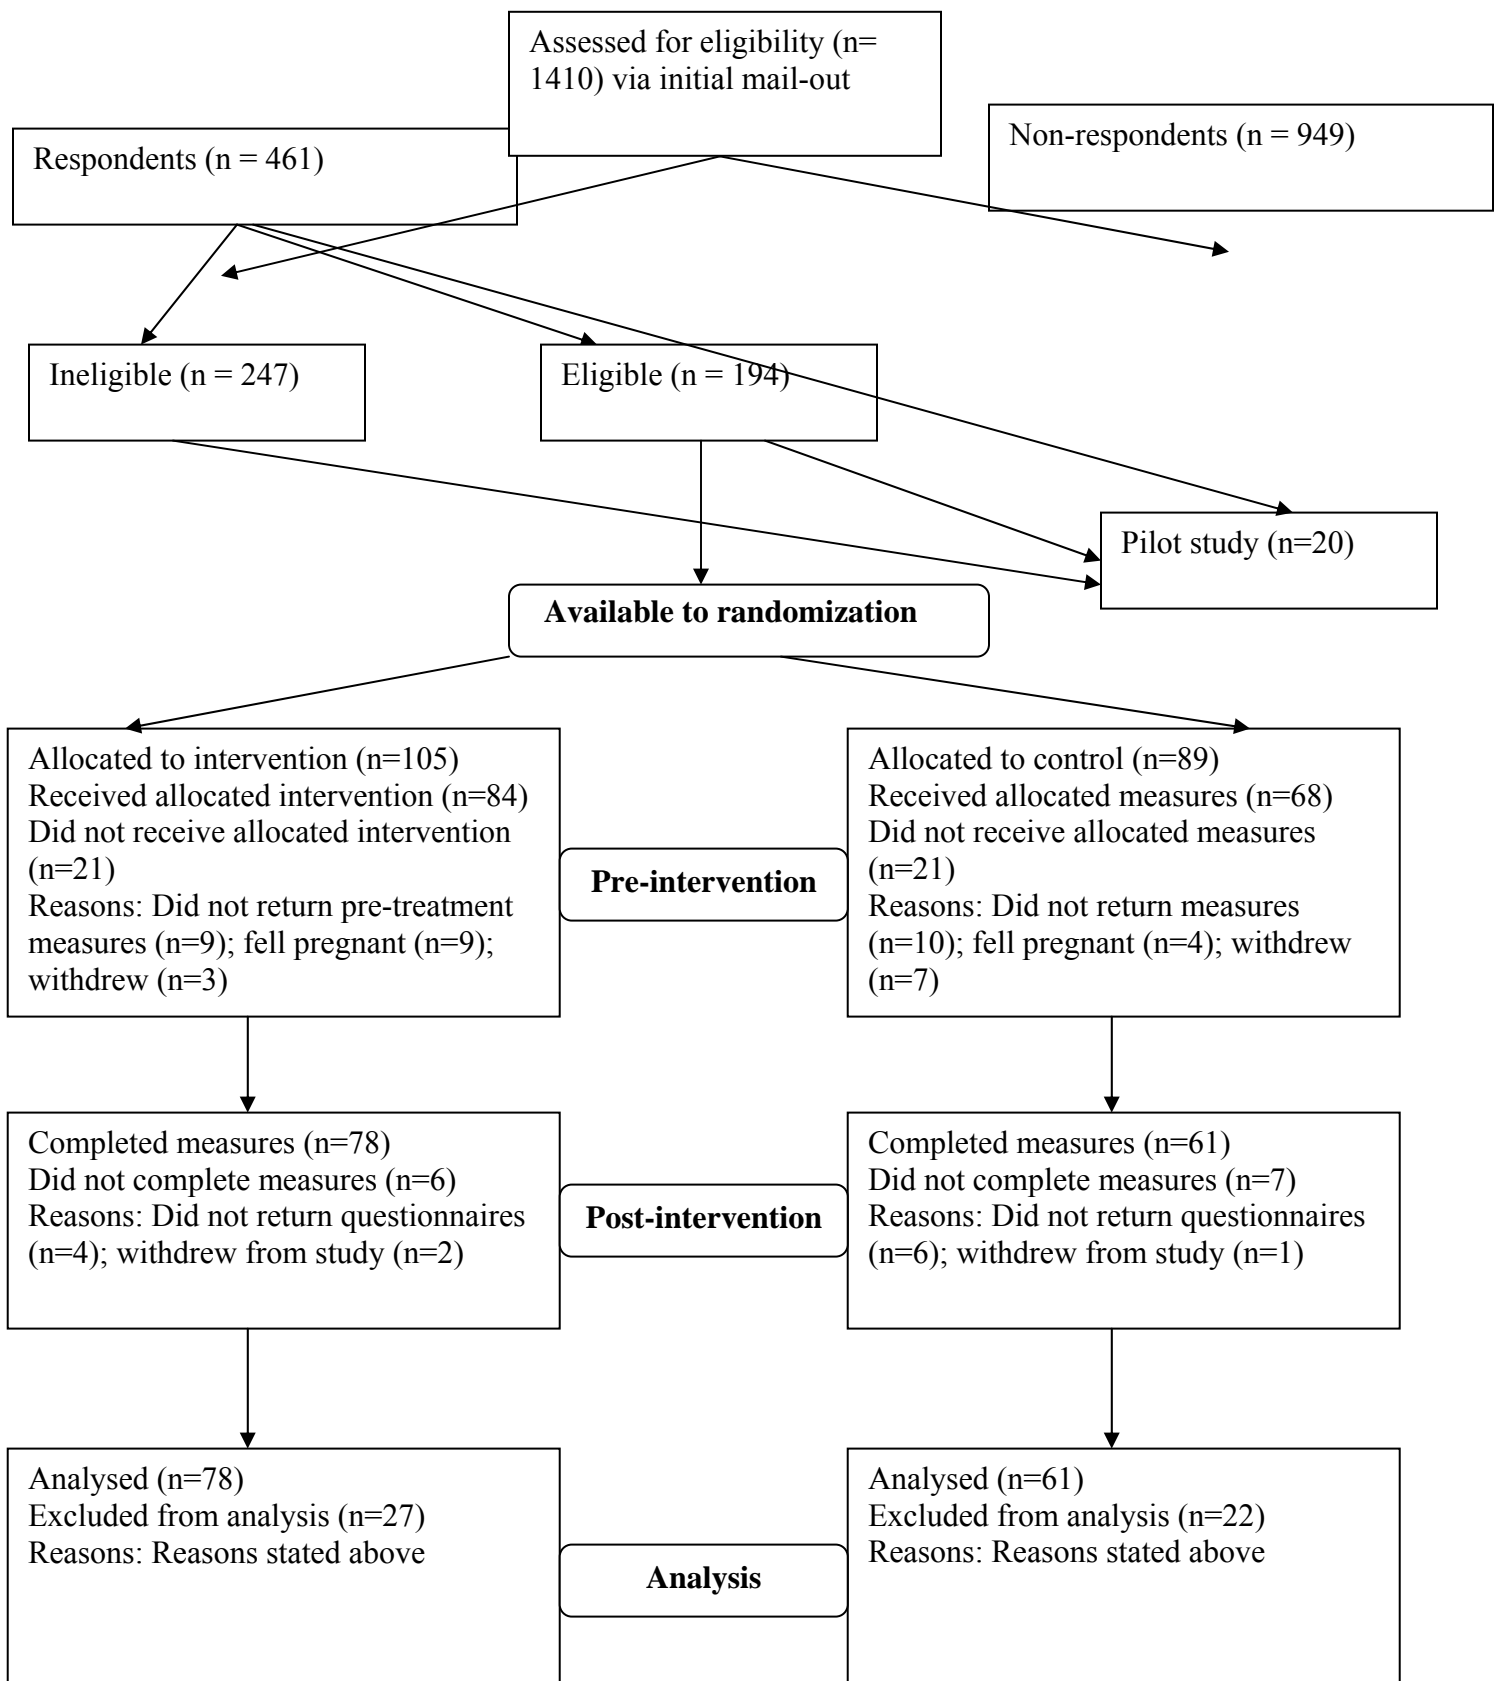 Assessed for eligibility (n=
1410) via initial mail-out
Respondents (n = 461)
Non-respondents (n = 949)
Ineligible (n = 247)
Eligible (n = 194)
Pilot study (n=20)
Available to randomization
Allocated to intervention (n=105)
Received allocated intervention (n=84)
Did not receive allocated intervention
(n=21)
Reasons: Did not return pre-treatment
measures (n=9); fell pregnant (n=9);
withdrew (n=3)
Pre-intervention
Allocated to control (n=89)
Received allocated measures (n=68)
Did not receive allocated measures
(n=21)
Reasons: Did not return measures
(n=10); fell pregnant (n=4); withdrew
(n=7)
Completed measures (n=78)
Did not complete measures (n=6)
Reasons: Did not return questionnaires
(n=4); withdrew from study (n=2)
Post-intervention
Completed measures (n=61)
Did not complete measures (n=7)
Reasons: Did not return questionnaires
(n=6); withdrew from study (n=1)
Analysed (n=78)
Excluded from analysis (n=27)
Reasons: Reasons stated above
Analysis
Analysed (n=61)
Excluded from analysis (n=22)
Reasons: Reasons stated above